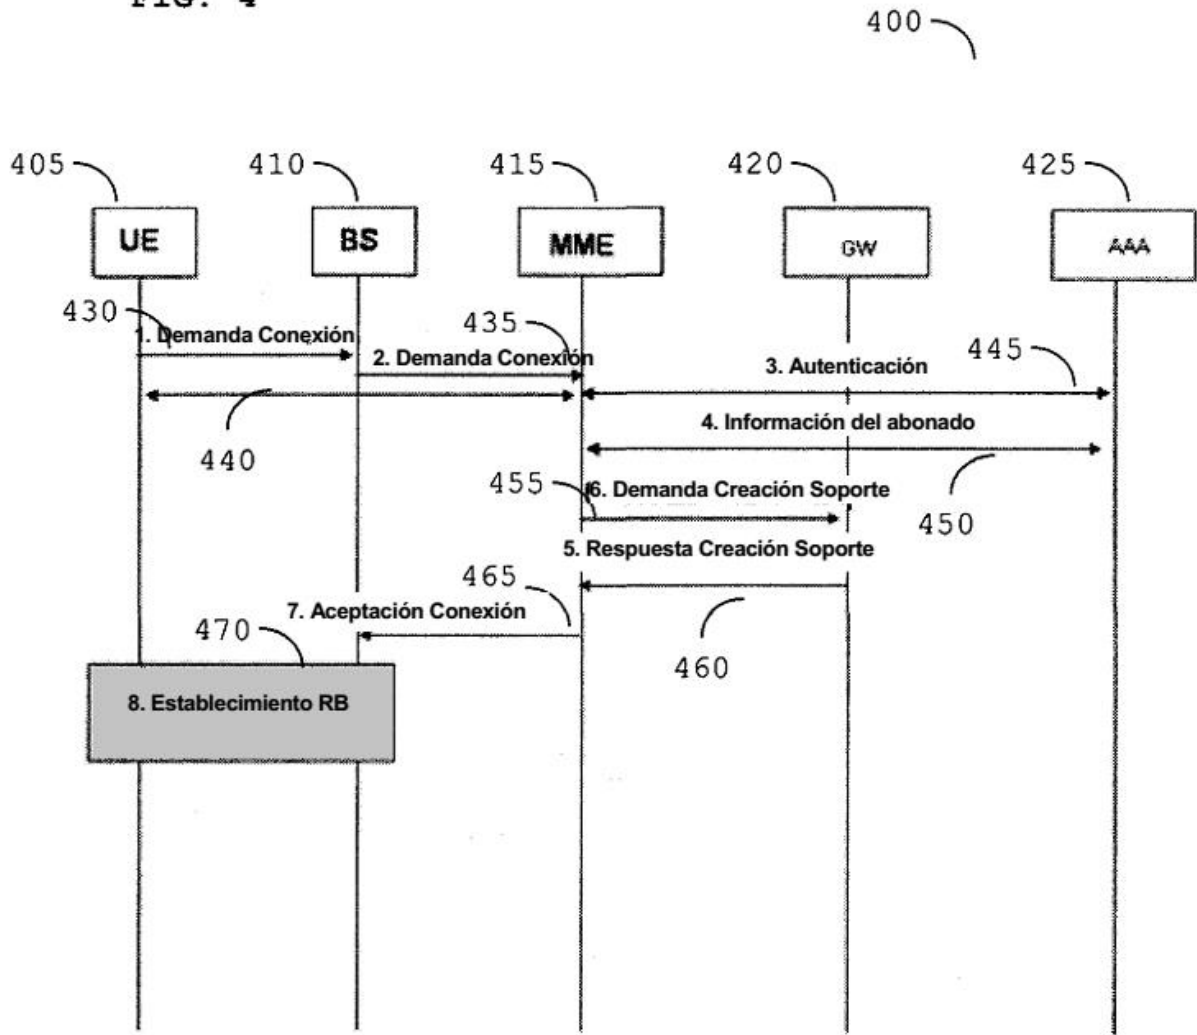 FIG. 4
400
405
410
415
420
425
UE
BS
MME
GW
AAA
430
1. Demanda Conexión
435
2. Demanda Conexión
3. Autenticación
445
440
4. Información del abonado
450
455
6. Demanda Creación Soporte
5. Respuesta Creación Soporte
460
465
7. Aceptación Conexión
470
8. Establecimiento RB